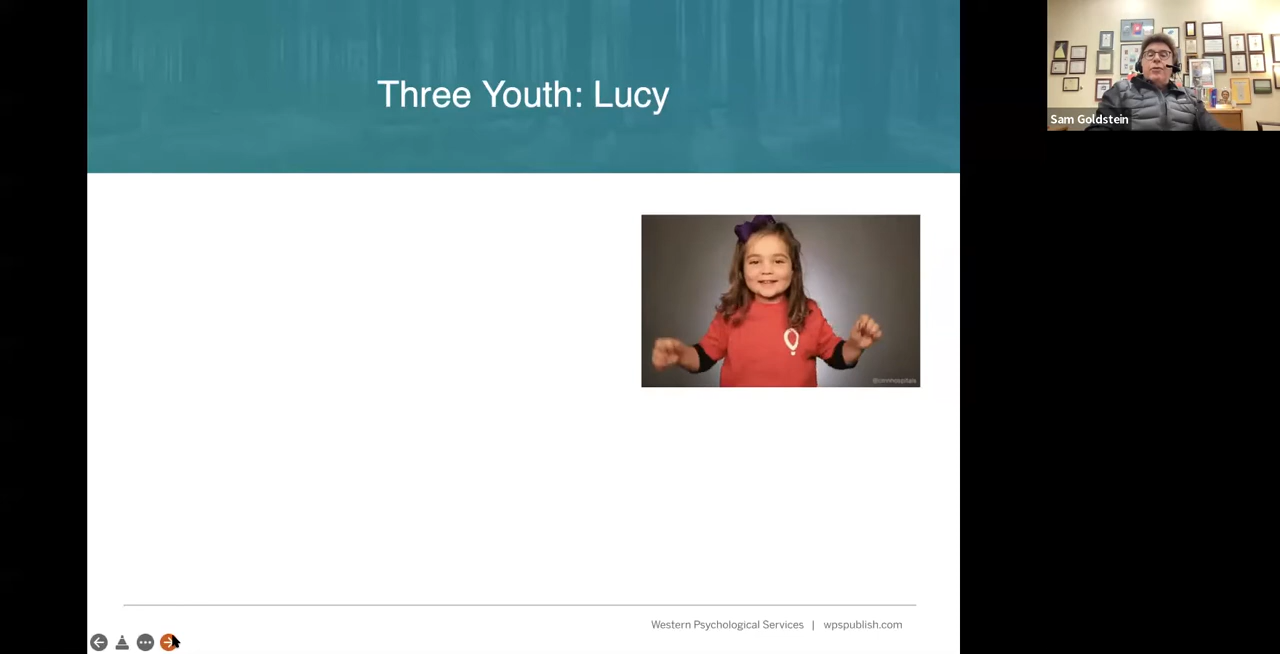 Three Youth: Lucy
Sam Goldstein
Western Psychological Services | wpspublish.com